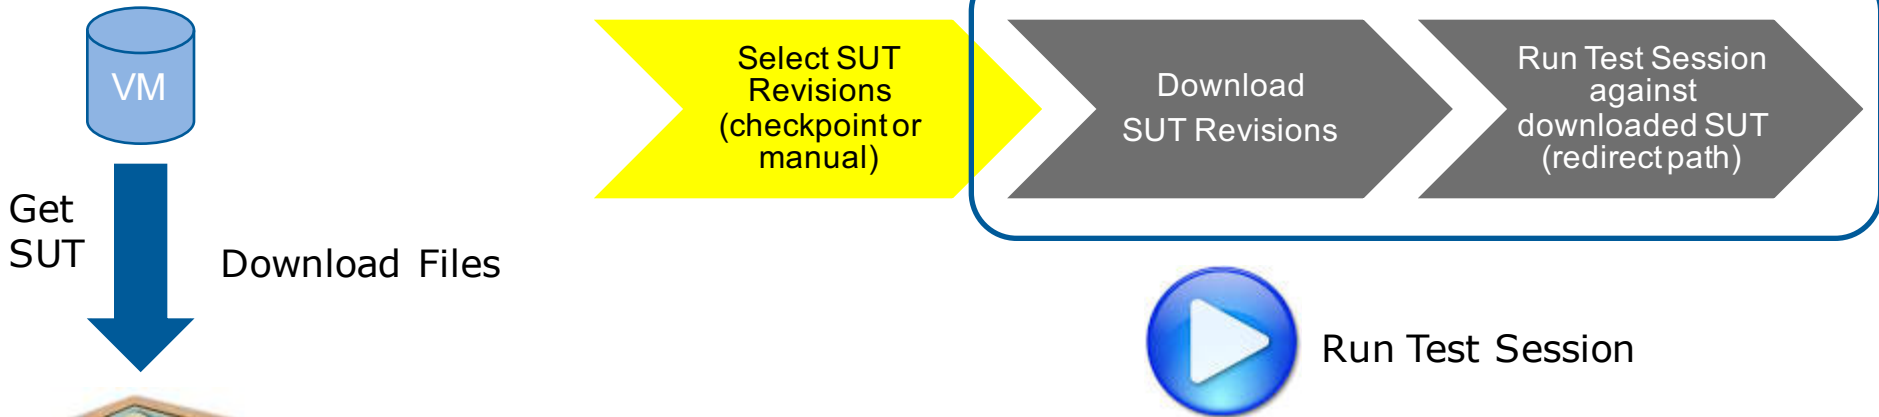 VM
Select SUT
Revisions
(checkpoint or
manual)
Download
SUT Revisions
Run Test Session
against
downloaded SUT
(redirect path)
Get
SUT
Download Files
Run Test Session